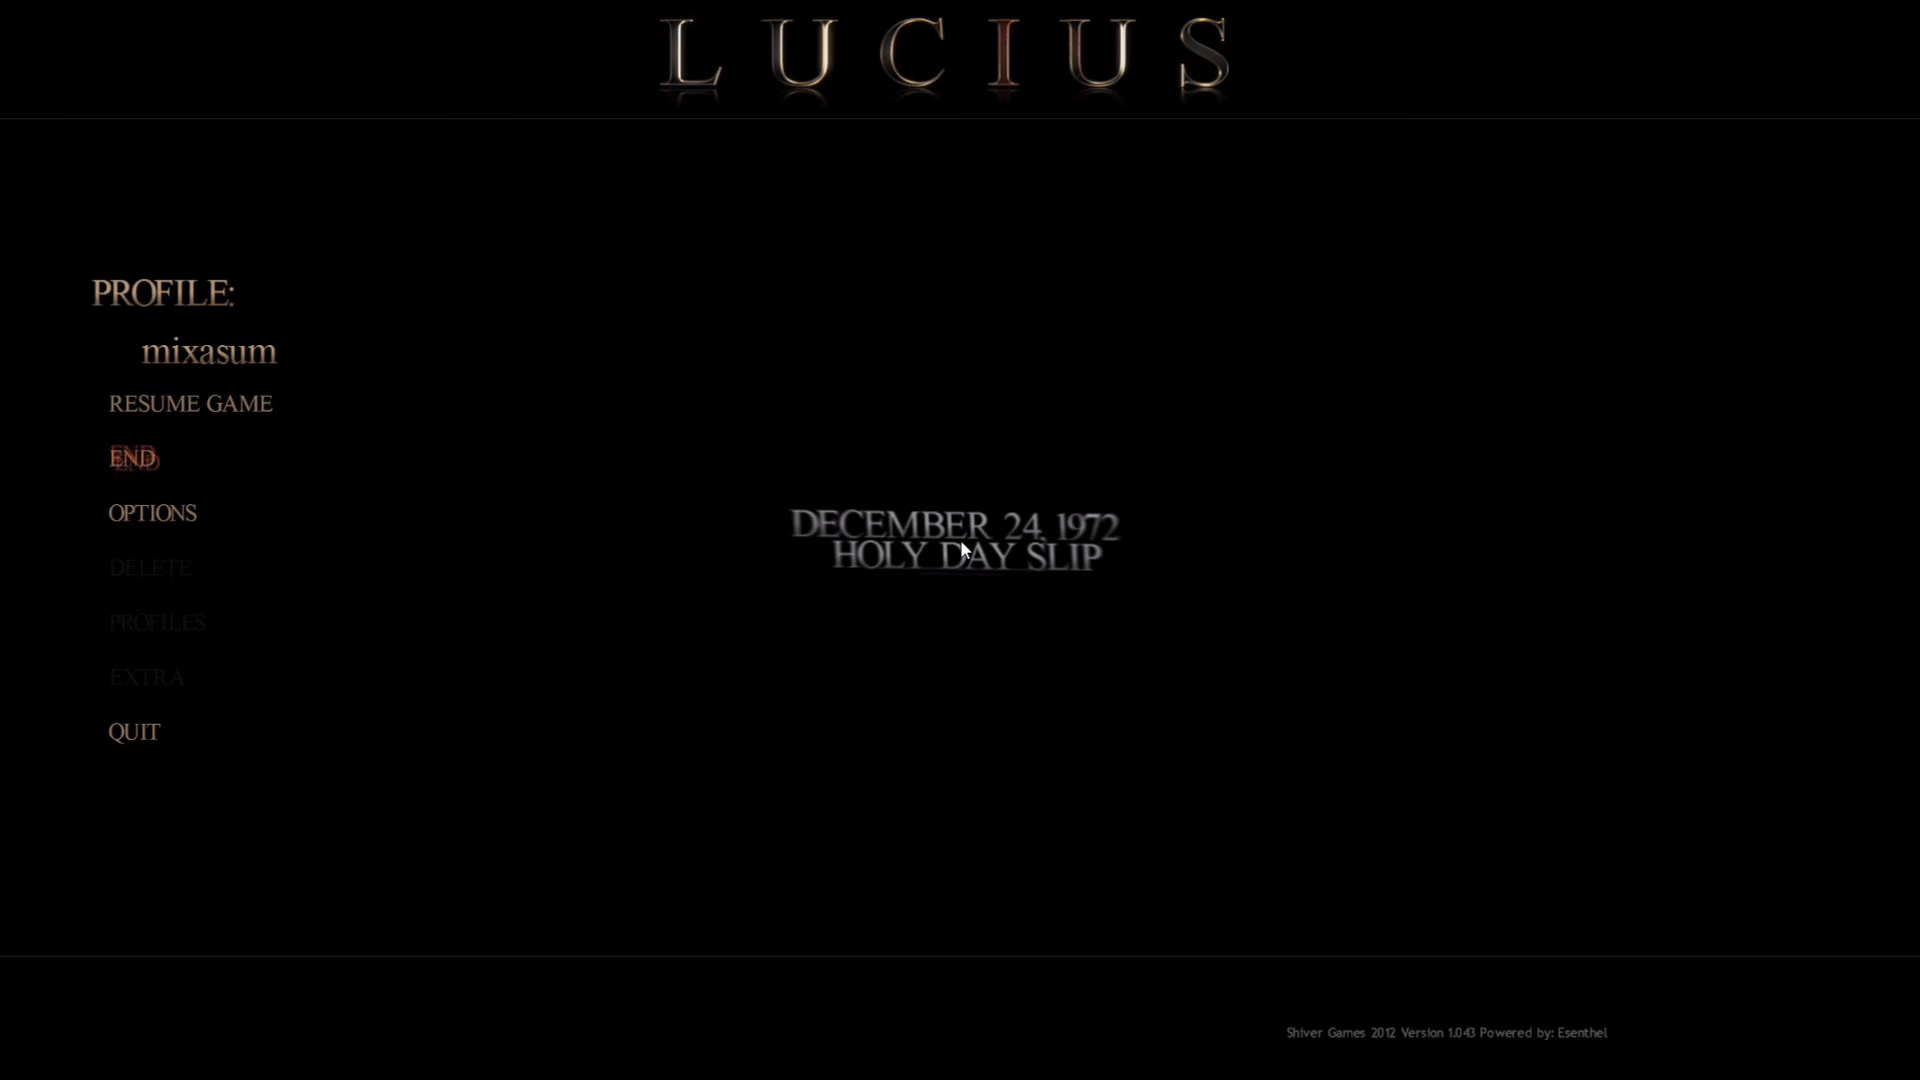 LUCIUS
PROFILE:
mixasum
RESUME GAME
END
OPTIONS
DELETE
PROFILES
EXTRA
QUIT
DECEMBER 24, 1972
HOLY DAY SLIP
Shiver Games 2012 Version 1.043 Powered by: Esenthel